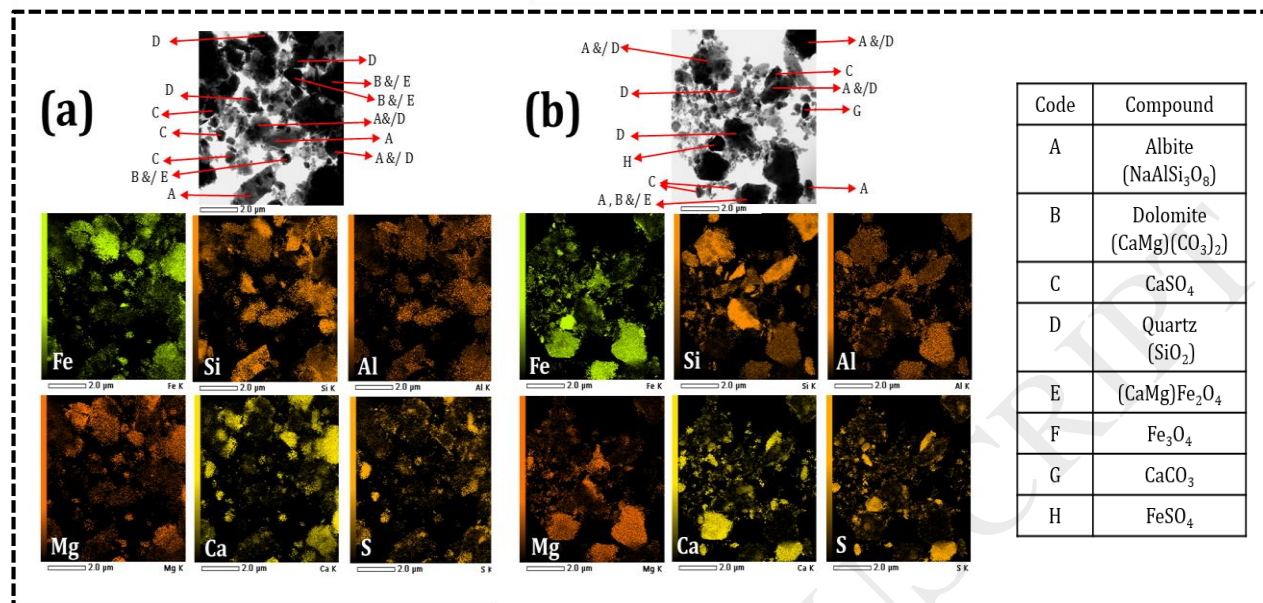 D
D
B &/ E
B &/ E
D
C
A&/D
C
A
C
A &/ D
B &/ E
A
2.0 µm
(a)
A &/ D
A &/D
C
A &/D
D
G
D
H
C
A
A , B &/ E
2.0 µm
(b)
Fe
2.0 µm
Fe K
Si
2.0 µm
Si K
Al
2.0 µm
Al K
Fe
2.0 µm
Fe K
Si
2.0 µm
Si K
Al
2.0 µm
Al K
Mg
2.0 µm
Mg K
Ca
2.0 µm
Ca K
S
2.0 µm
S K
Mg
2.0 µm
Mg K
Ca
2.0 µm
Ca K
S
2.0 µm
S K
Code Compound
A Albite
(NaAlSi₃O₈)
B Dolomite
(CaMg)(CO₃)₂)
C CaSO₄
D Quartz
(SiO₂)
E (CaMg)Fe₂O₄
F Fe₃O₄
G CaCO₃
H FeSO₄